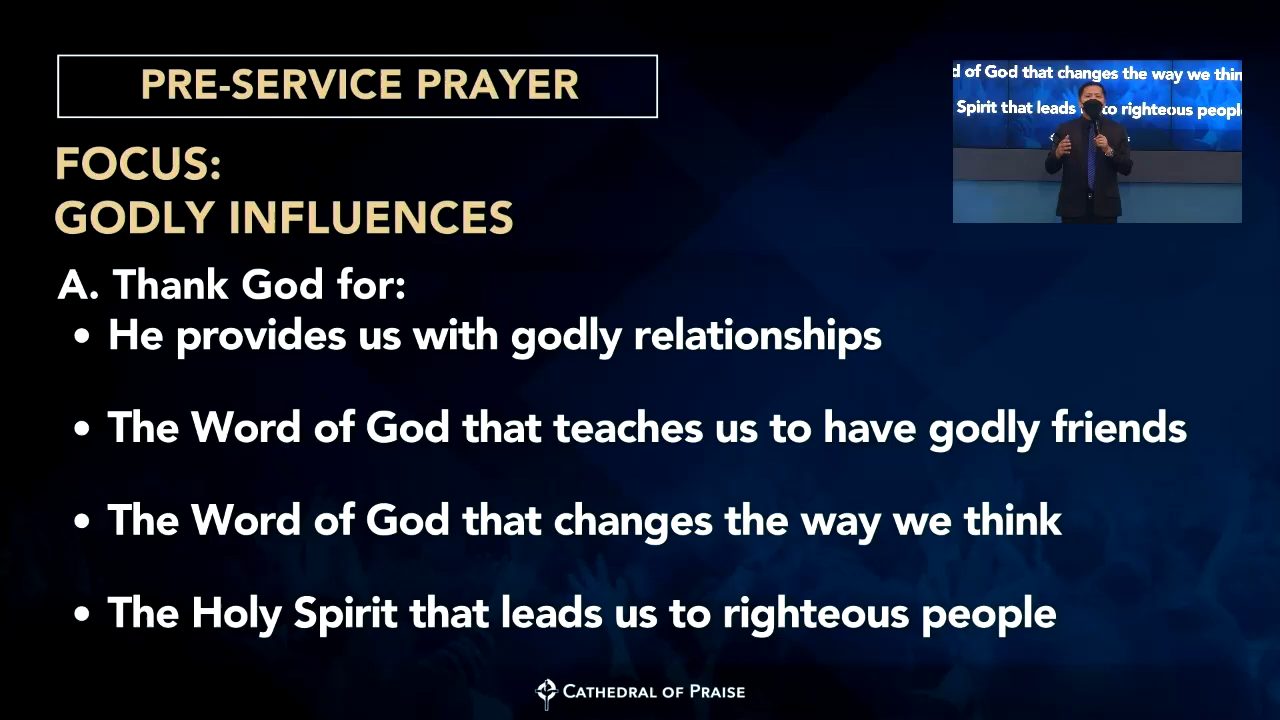 PRE-SERVICE PRAYER
FOCUS:
GODLY INFLUENCES
A. Thank God for:
• He provides us with godly relationships
• The Word of God that teaches us to have godly friends
• The Word of God that changes the way we think
• The Holy Spirit that leads us to righteous people
of God that changes the way we
Spirit that leads to righteous
CATHEDRAL OF PRAISE